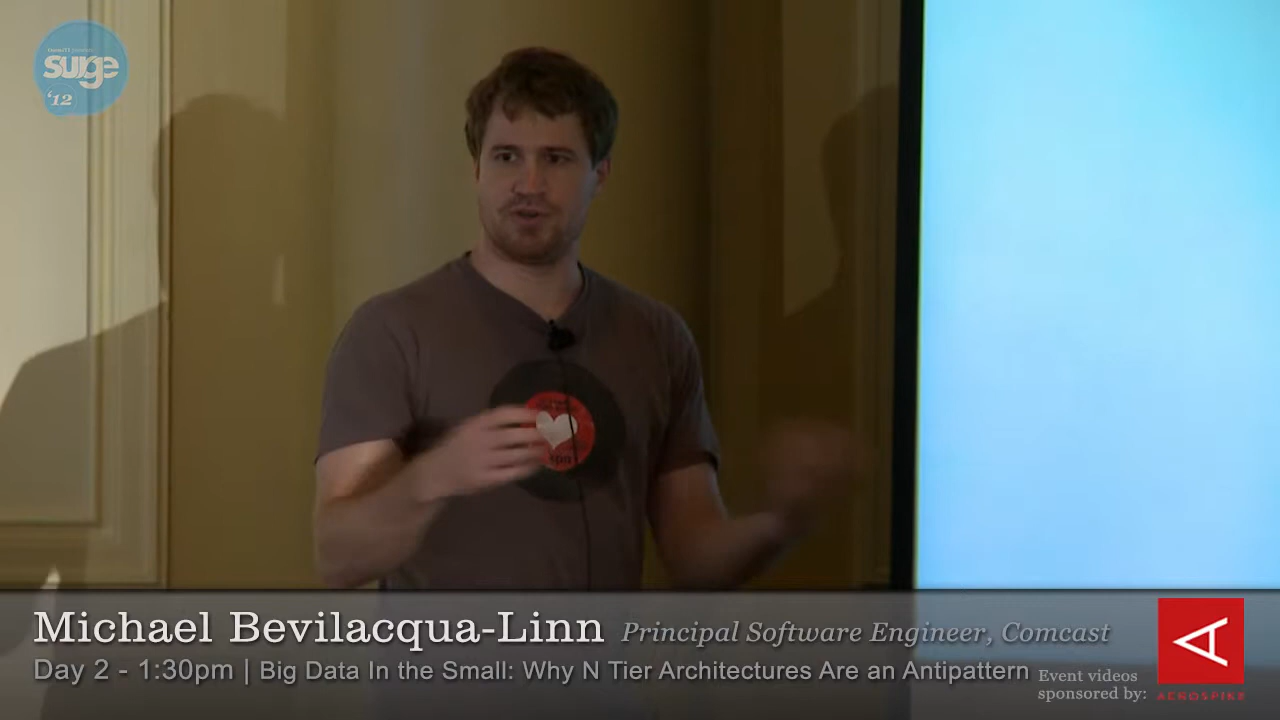 surge
'12
Michael Bevilacqua-Linn Principal Software Engineer, Comcast
Day 2 - 1:30pm | Big Data In the Small: Why N Tier Architectures Are an Antipattern
Event videos
sponsored by:
AEROSPIKE